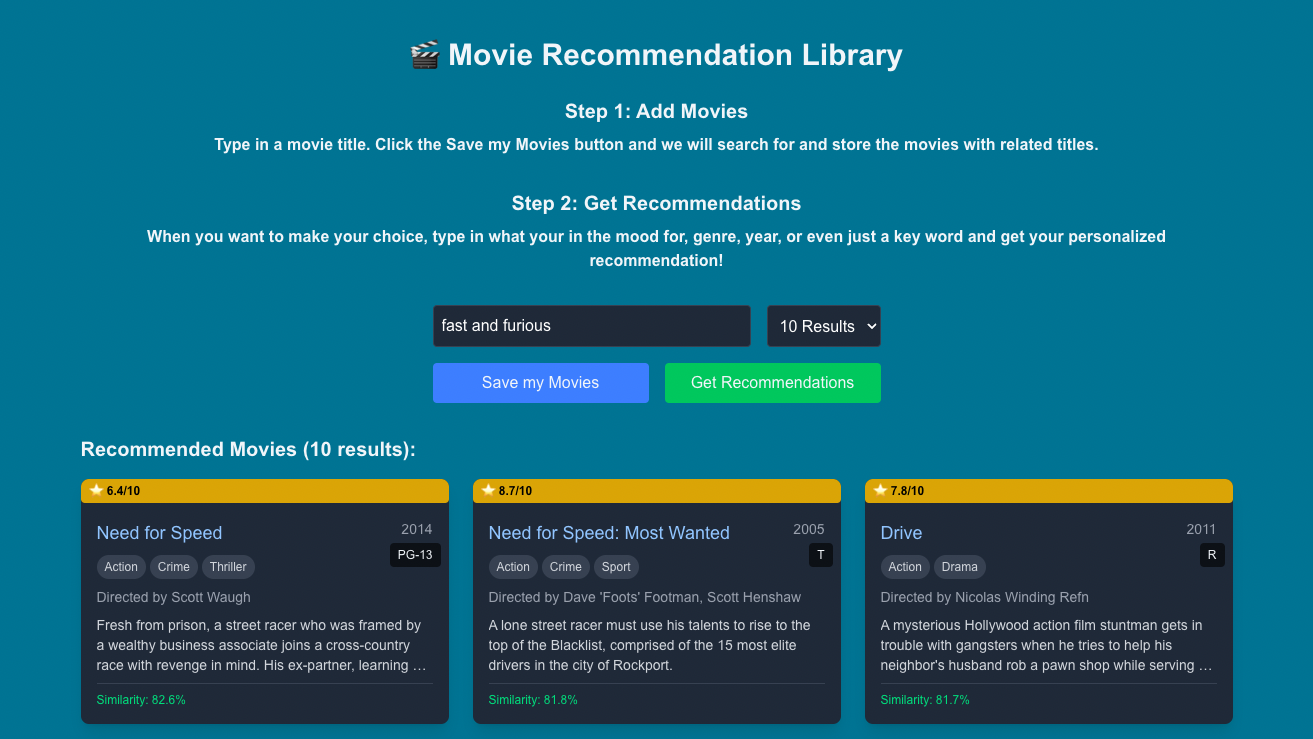 🎬 Movie Recommendation Library
Step 1: Add Movies
Type in a movie title. Click the Save my Movies button and we will search for and store the movies with related titles.
Step 2: Get Recommendations
When you want to make your choice, type in what your in the mood for, genre, year, or even just a key word and get your personalized
recommendation!
fast and furious
10 Results
Save my Movies
Get Recommendations
Recommended Movies (10 results):
⭐ 6.4/10
Need for Speed
2014
PG-13
Action Crime Thriller
Directed by Scott Waugh
Fresh from prison, a street racer who was framed by
a wealthy business associate joins a cross-country
race with revenge in mind. His ex-partner, learning …
Similarity: 82.6%
⭐ 8.7/10
Need for Speed: Most Wanted
2005
T
Action Crime Sport
Directed by Dave 'Foots' Footman, Scott Henshaw
A lone street racer must use his talents to rise to the
top of the Blacklist, comprised of the 15 most elite
drivers in the city of Rockport.
Similarity: 81.8%
⭐ 7.8/10
Drive
2011
R
Action Drama
Directed by Nicolas Winding Refn
A mysterious Hollywood action film stuntman gets in
trouble with gangsters when he tries to help his
neighbor's husband rob a pawn shop while serving …
Similarity: 81.7%